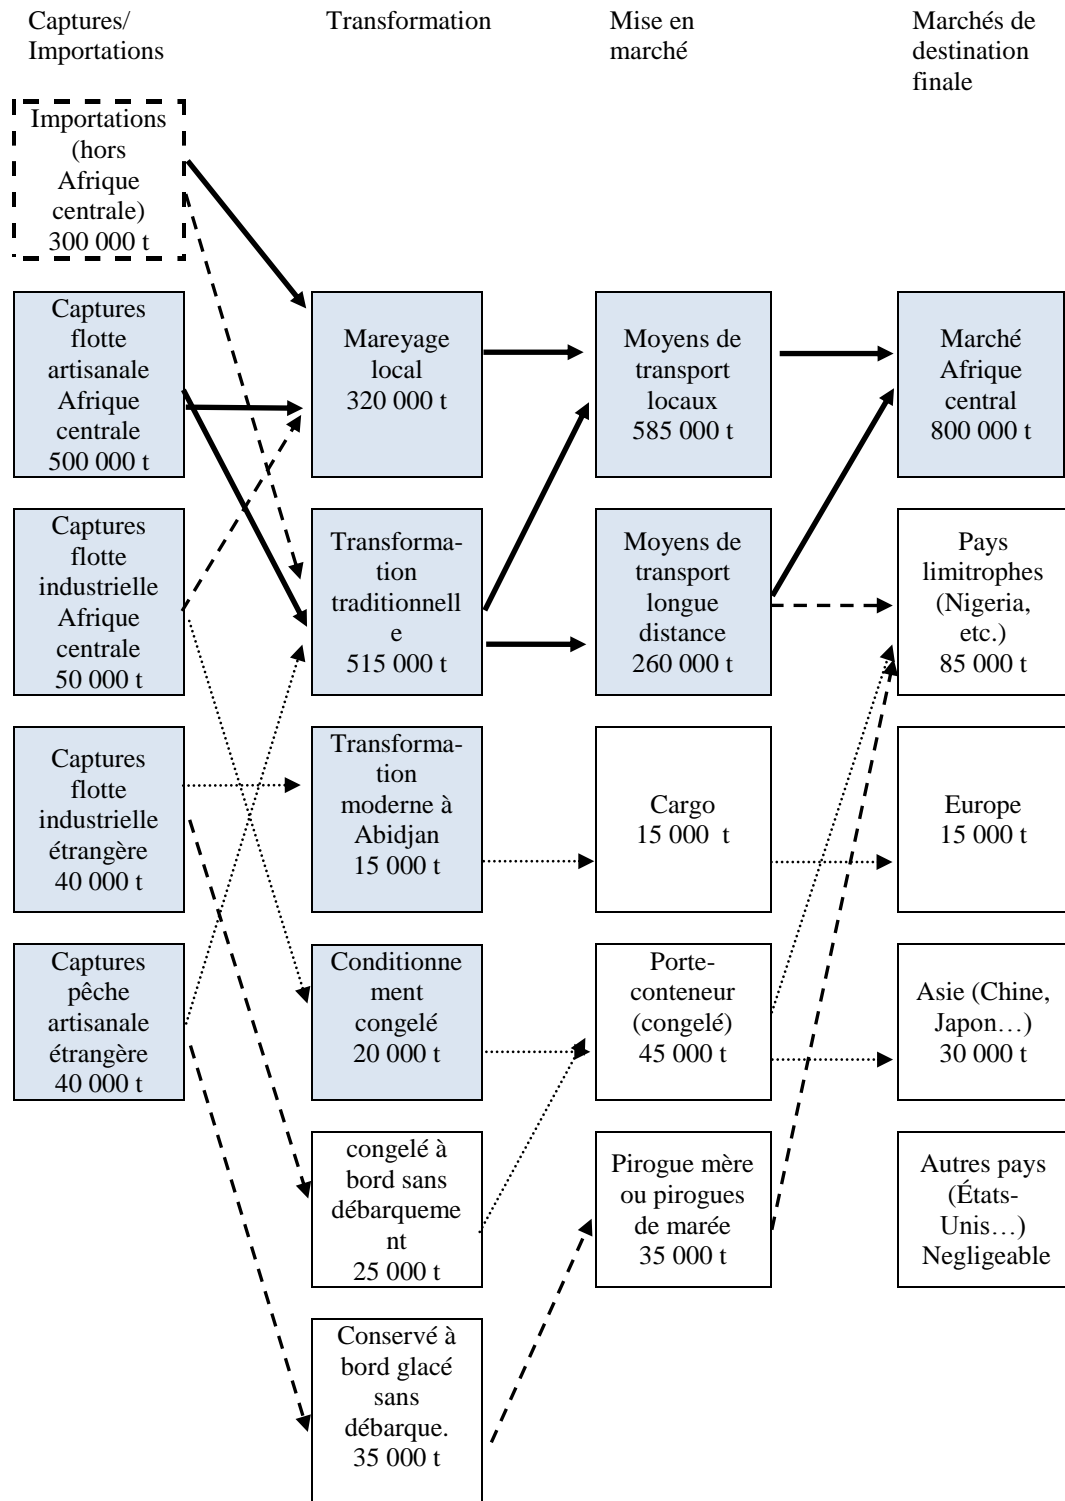 Captures/
Importations
Transformation
Mise en
marché
Marchés de
destination
finale
Importations
(hors
Afrique
centrale)
300 000 t
Captures
flotte
artisanale
Afrique
centrale
500 000 t
Mareyage
local
320 000 t
Moyens de
transport
locaux
585 000 t
Marché
Afrique
central
800 000 t
Captures
flotte
industrielle
Afrique
centrale
50 000 t
Transforma-
tion
traditionnell
e
515 000 t
Moyens de
transport
longue
distance
260 000 t
Pays
limitrophes
(Nigeria,
etc.)
85 000 t
Captures
flotte
industrielle
étrangère
40 000 t
Transforma-
tion
moderne à
Abidjan
15 000 t
Cargo
15 000 t
Europe
15 000 t
Captures
pêche
artisanale
étrangère
40 000 t
Conditionne
ment
congelé
20 000 t
Porte-
conteneur
(congelé)
45 000 t
Asie (Chine,
Japon…)
30 000 t
congelé à
bord sans
débarqueme
nt
25 000 t
Pirogue mère
ou pirogues
de marée
35 000 t
Autres pays
(États-
Unis…)
Negligeable
Conservé à
bord glacé
sans
débarque.
35 000 t